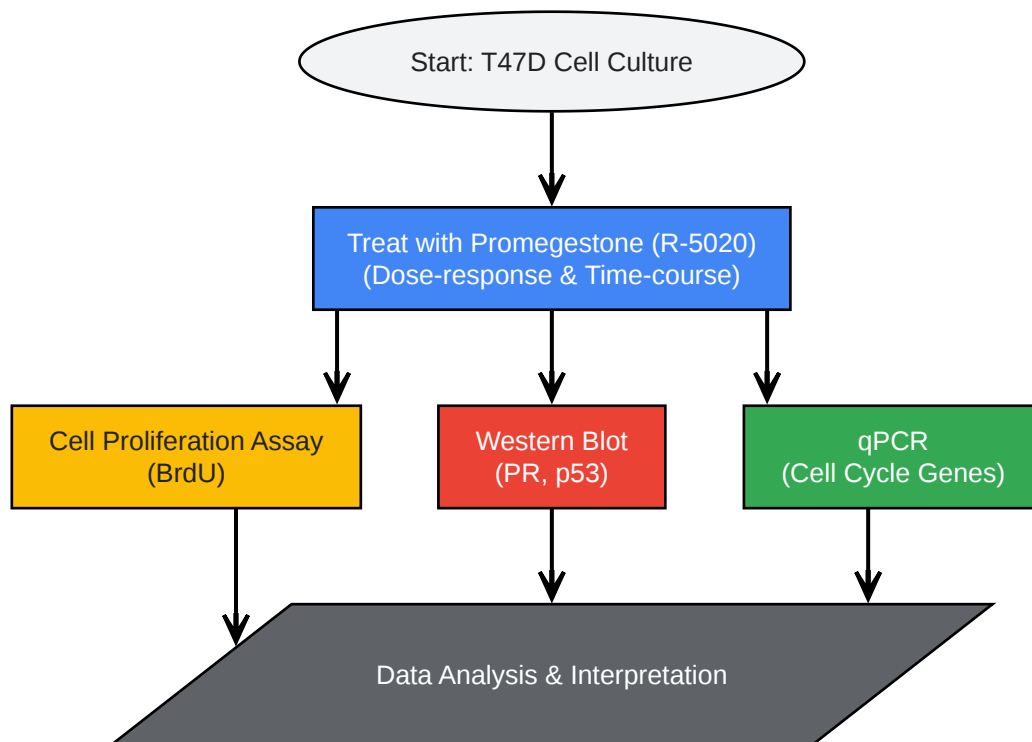 Start: T47D Cell Culture
Treat with Promegestone (R-5020)
(Dose-response & Time-course)
Cell Proliferation Assay
(BrdU)
Western Blot
(PR, p53)
qPCR
(Cell Cycle Genes)
Data Analysis & Interpretation